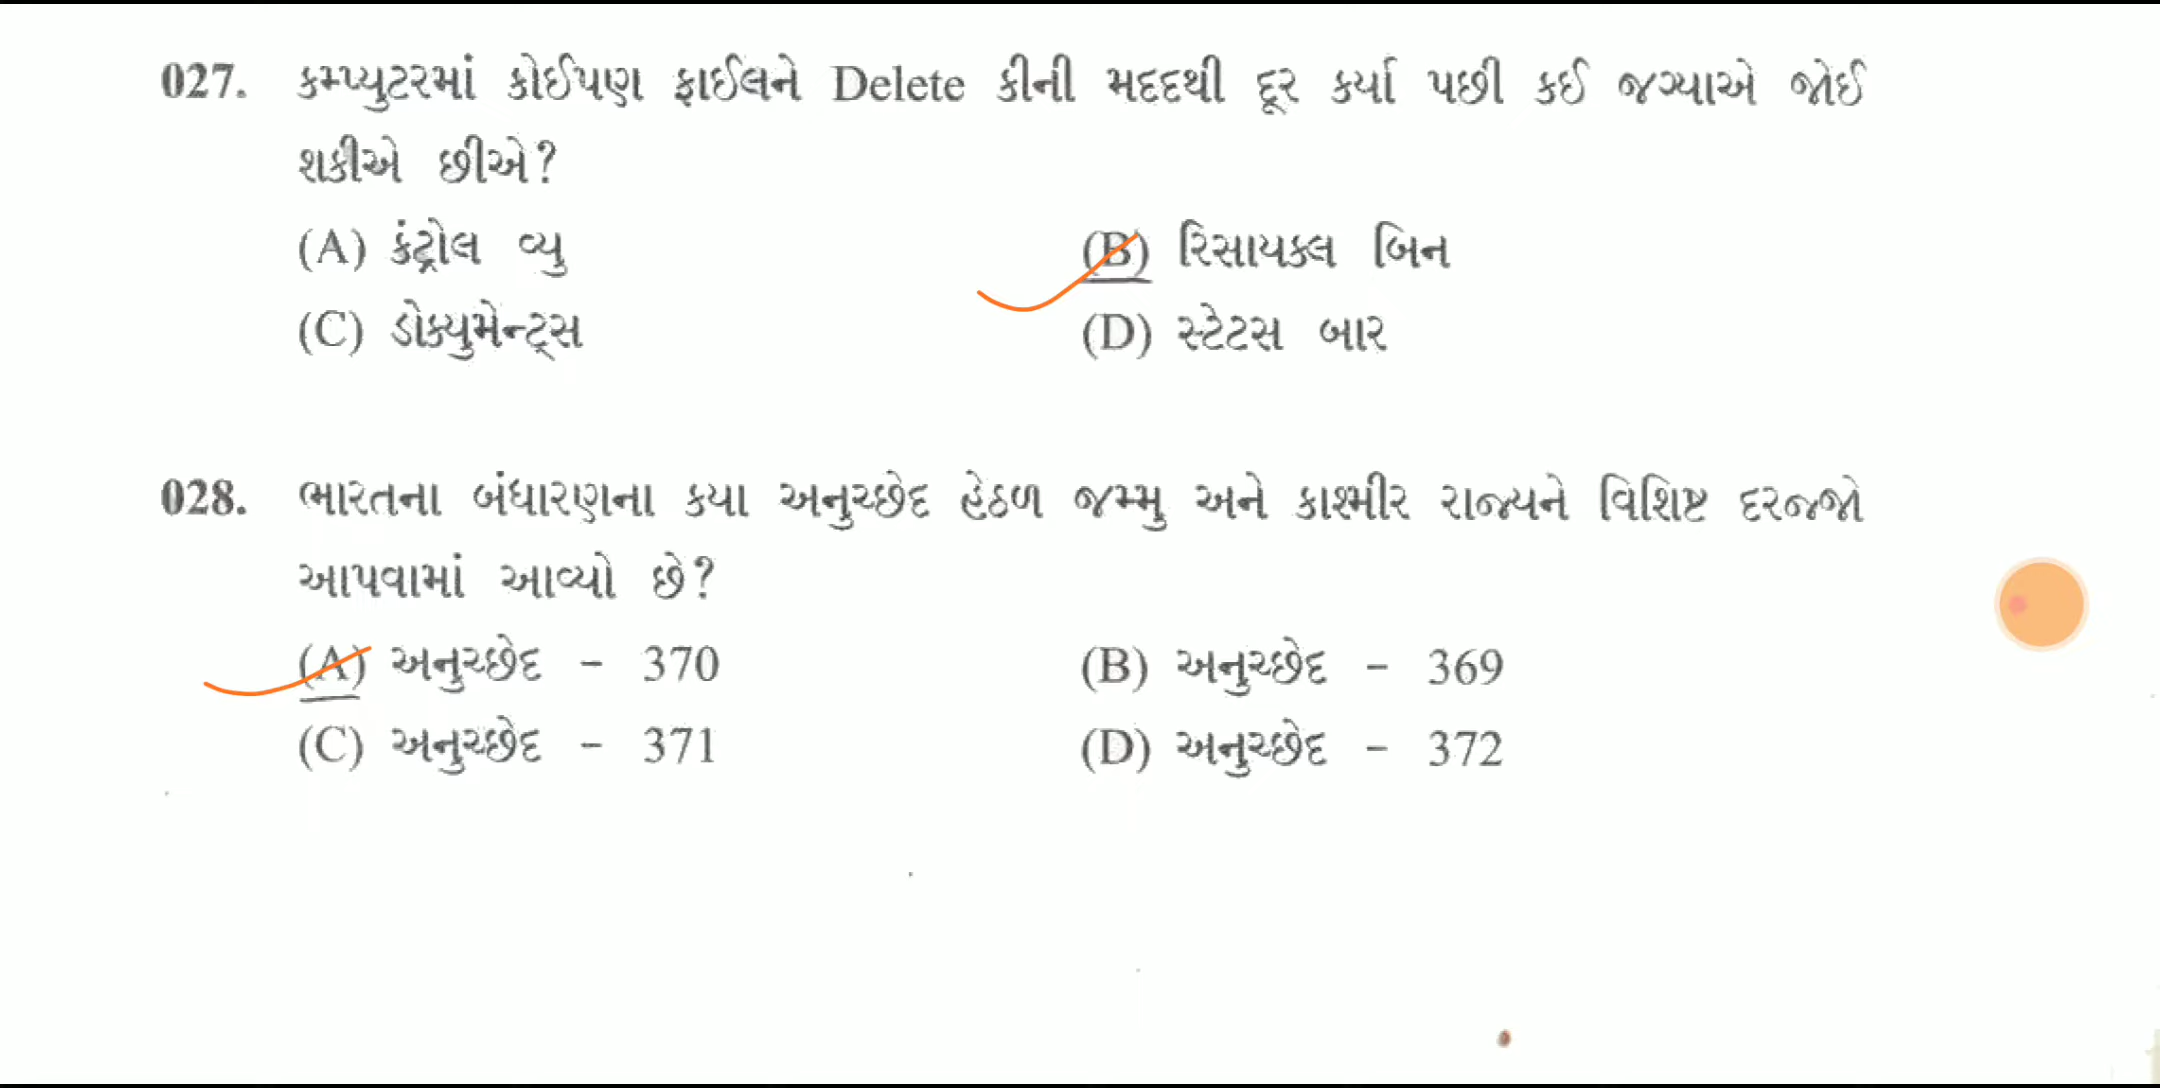 027. કમ્પ્યુટરમાં કોઈપણ ફાઈલને Delete કીની મદદથી દૂર કર્યા પછી કઈ જગ્યાએ જોઈ
શકીએ છીએ?
(A) કંટ્રોલ વ્યુ (B) રિસાયક્લ બિન
(C) ડોક્યુમેન્ટ્સ (D) સ્ટેટસ બાર
028. ભારતના બંધારણના કયા અનુચ્છેદ હેઠળ જમ્મુ અને કાશ્મીર રાજ્યને વિશિષ્ટ દરજ્જો
આપવામાં આવ્યો છે?
(A) અનુચ્છેદ - 370 (B) અનુચ્છેદ - 369
(C) અનુચ્છેદ - 371 (D) અનુચ્છેદ - 372